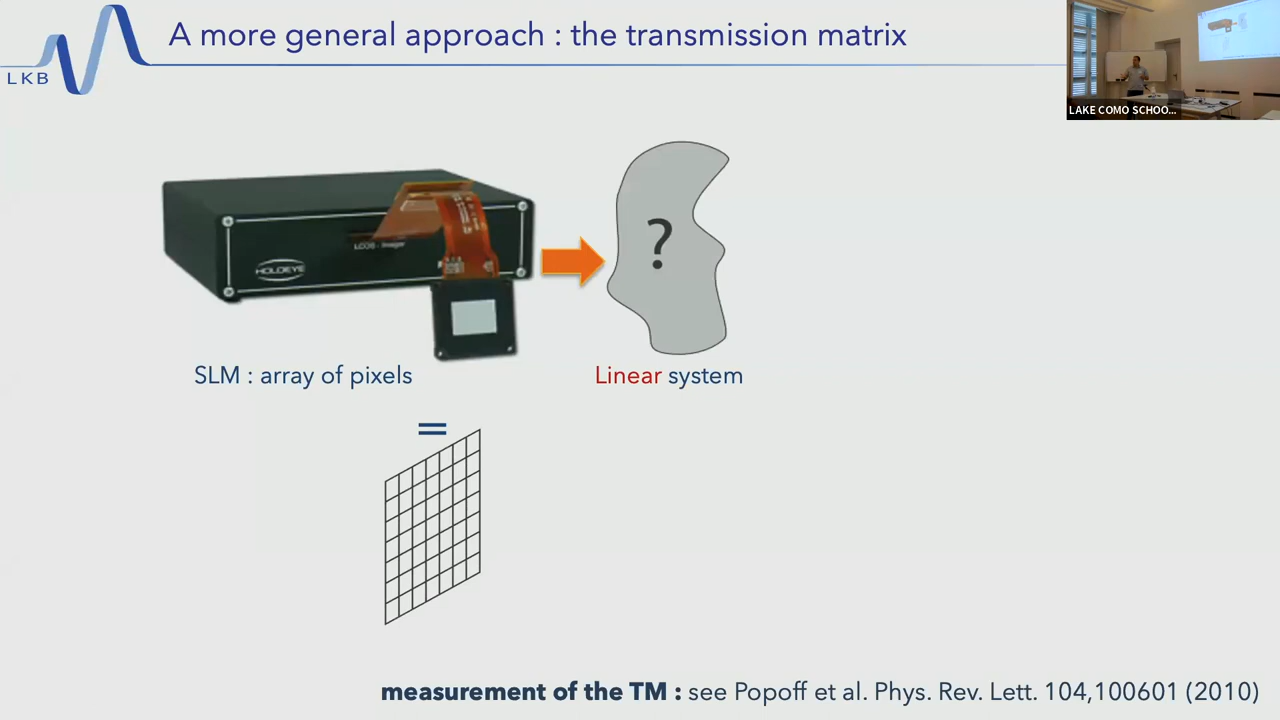 A more general approach : the transmission matrix
LKB
LAKE COMO SCHOO...
LCOS - Imager
HOLOEYE
?
SLM : array of pixels
Linear system
=
measurement of the TM : see Popoff et al. Phys. Rev. Lett. 104,100601 (2010)